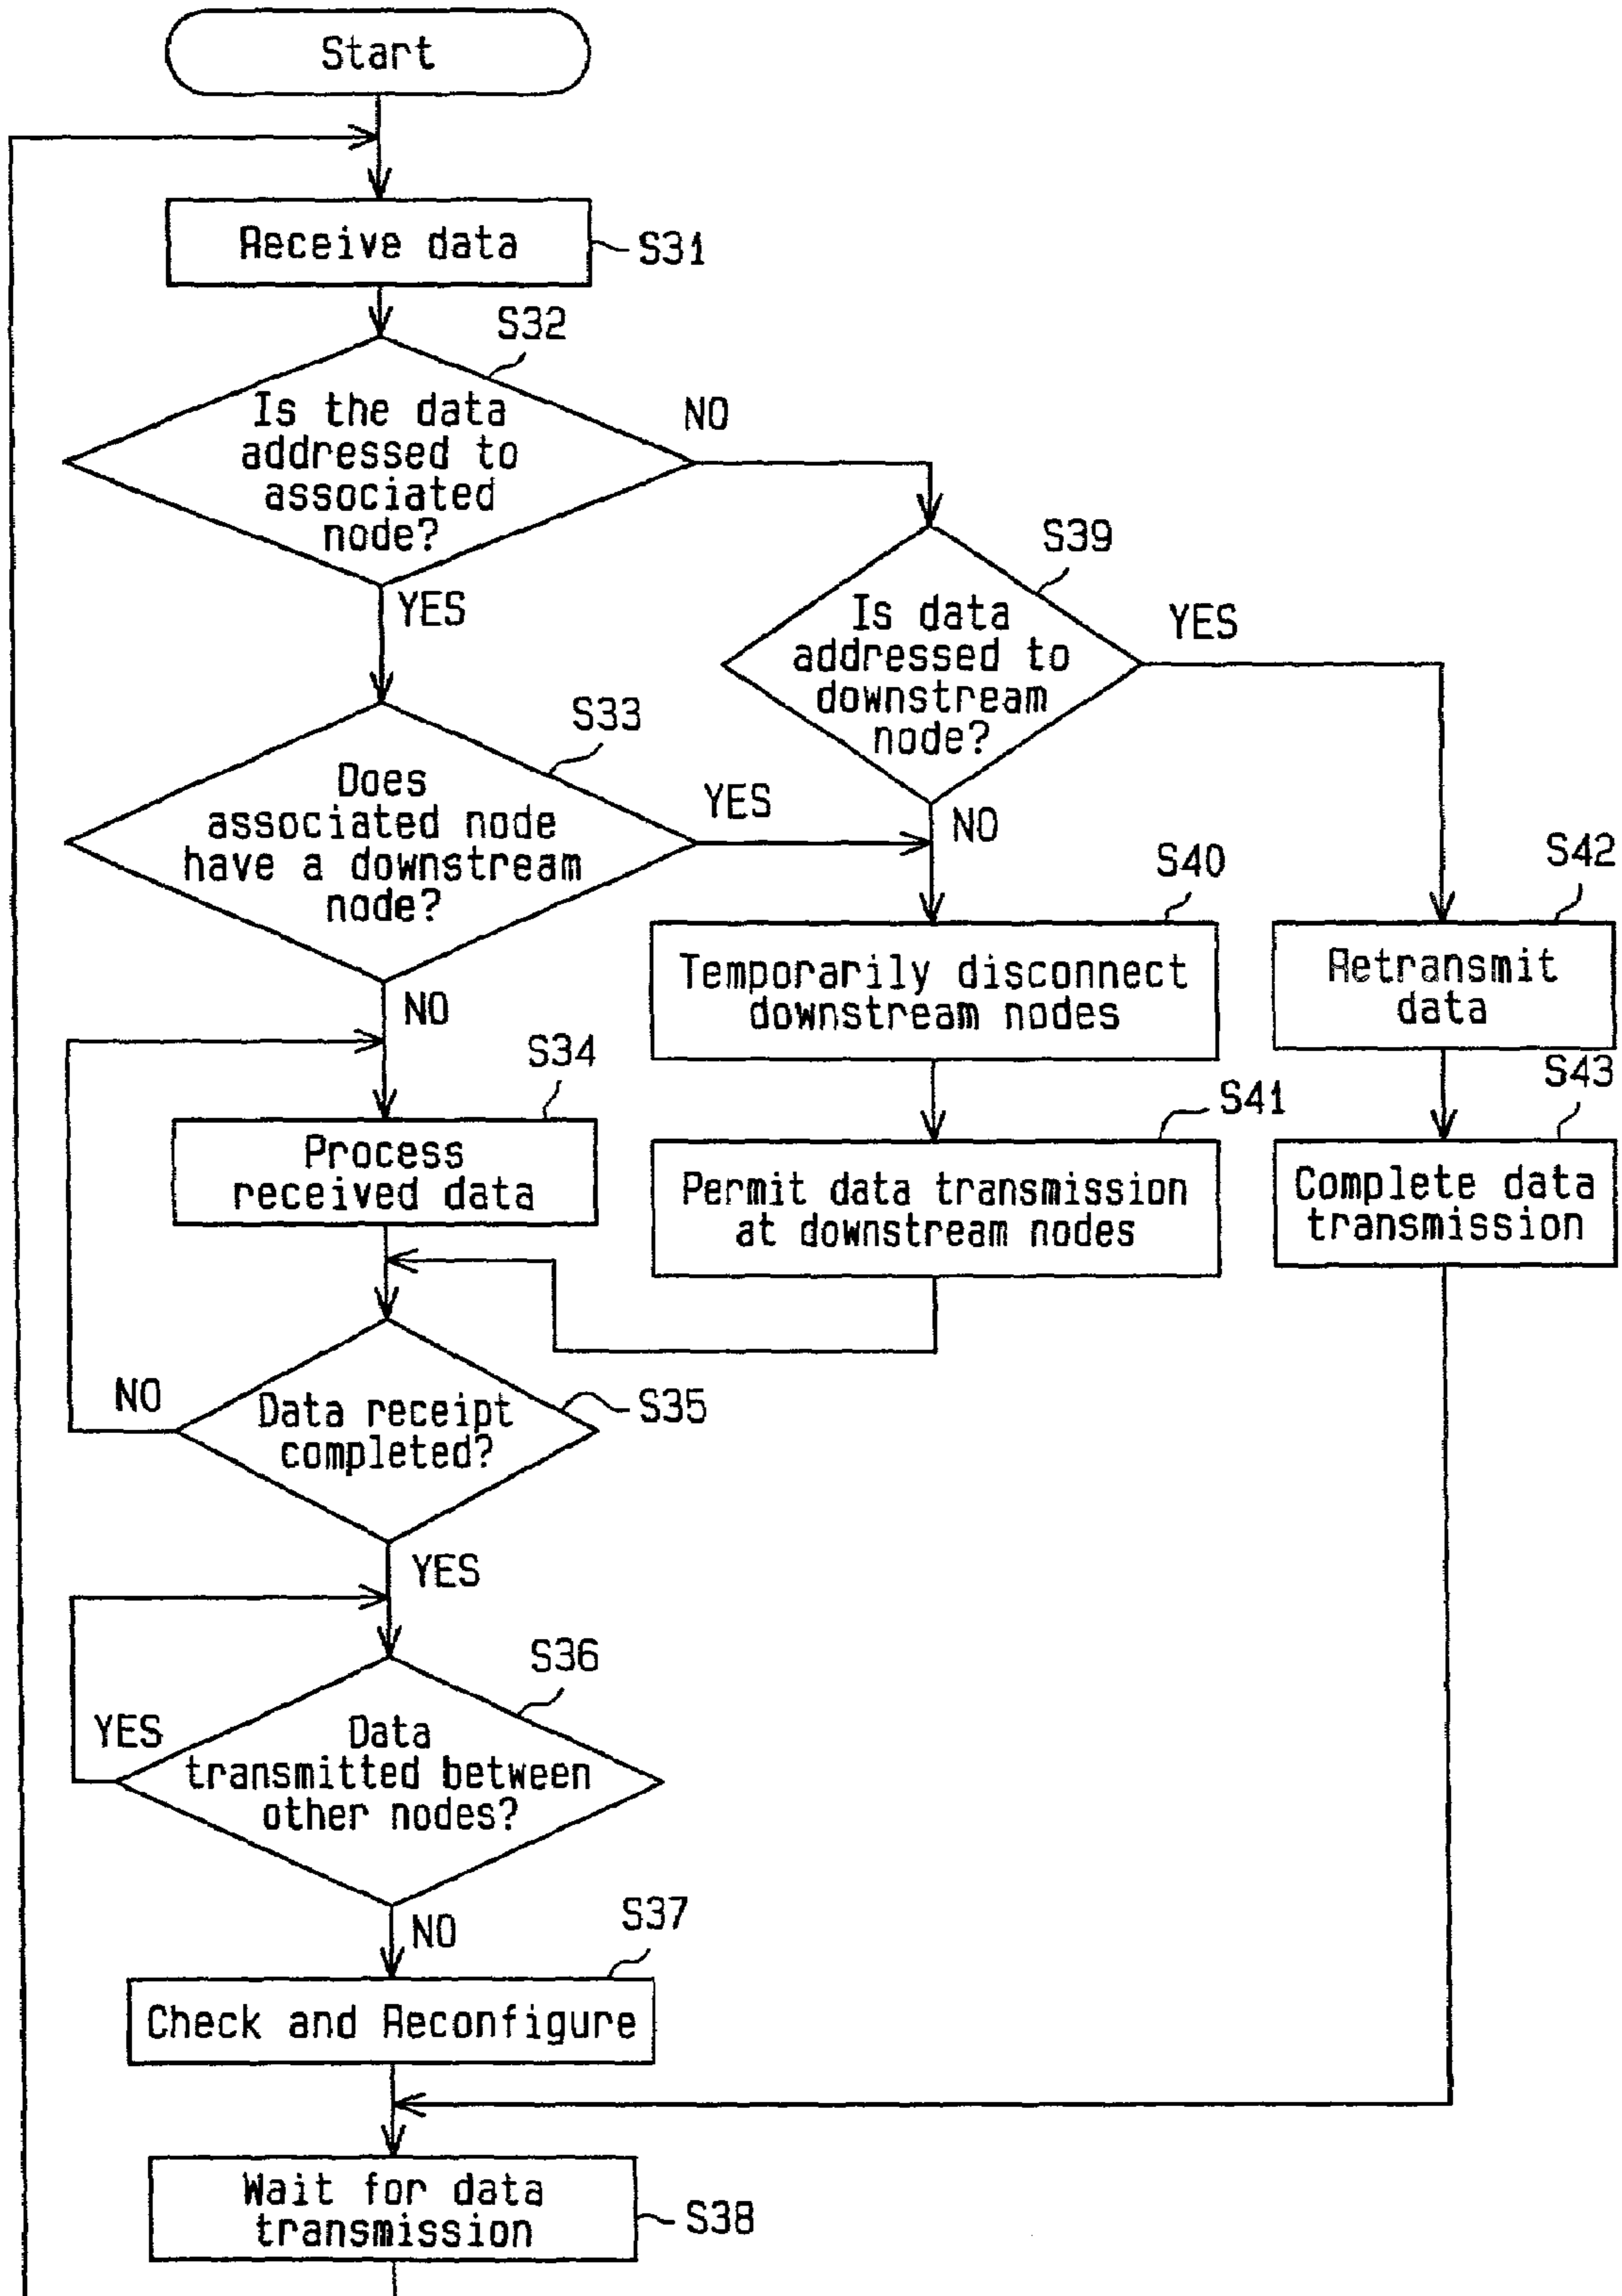 Start
Receive data
S31
S32
Is the data
addressed to
associated
node?
NO
YES
S39
Is data
addressed to
downstream
node?
YES
NO
S33
Does
associated node
have a downstream
node?
YES
NO
S40
Temporarily disconnect
downstream nodes
S42
Retransmit
data
S34
Process
received data
S41
Permit data transmission
at downstream nodes
S43
Complete data
transmission
NO
Data receipt
completed?
S35
YES
S36
YES
Data
transmitted between
other nodes?
NO
S37
Check and Reconfigure
Wait for data
transmission
S38